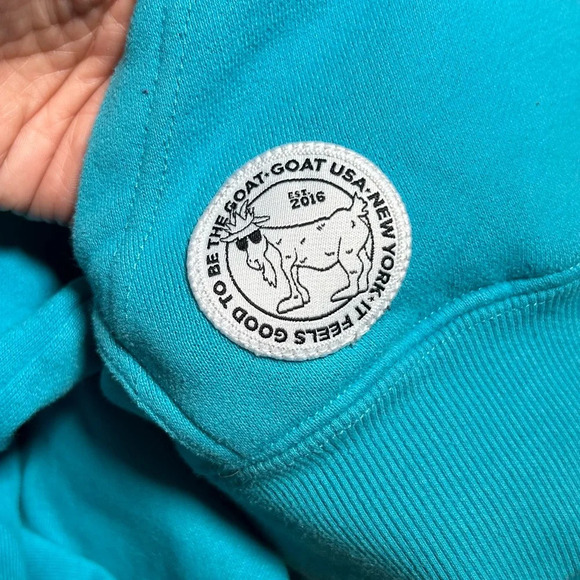 GOAT USA • NEW YORK • IT FEELS GOOD TO BE THE GOAT •
EST.
2016